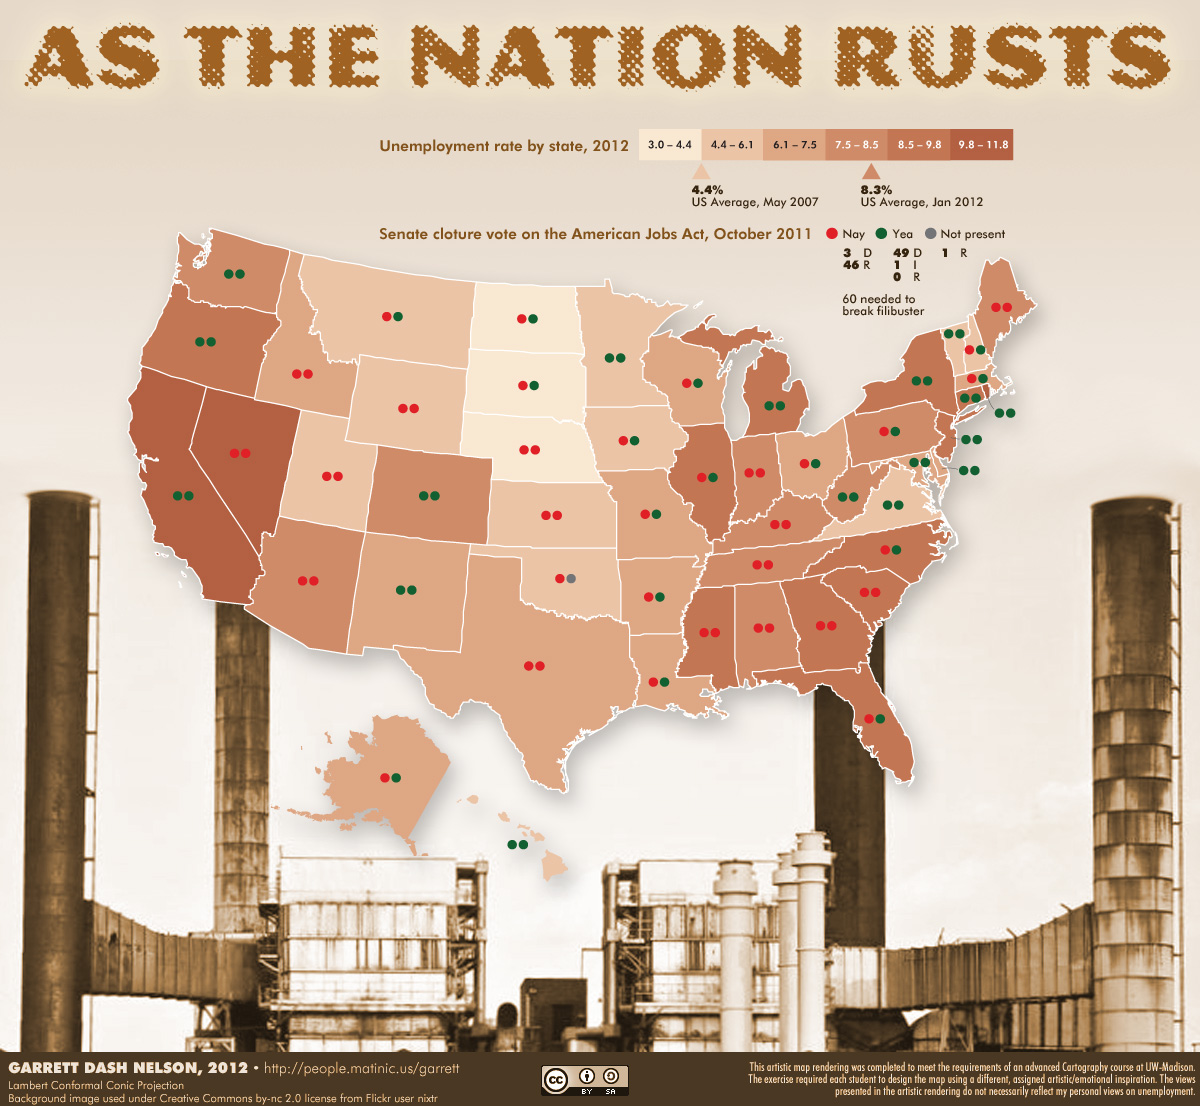 AS THE NATION RUSTS
Unemployment rate by state, 2012
3.0 – 4.4
4.4 – 6.1
6.1 – 7.5
7.5 – 8.5
8.5 – 9.8
9.8 – 11.8
4.4%
US Average, May 2007
8.3%
US Average, Jan 2012
Senate cloture vote on the American Jobs Act, October 2011
Nay
Yea
Not present
3 D
49 D
1 R
46 R
1 I
0 R
60 needed to
break filibuster
GARRETT DASH NELSON, 2012 • http://people.matinic.us/garrett
Lambert Conformal Conic Projection
Background image used under Creative Commons by-nc 2.0 license from Flickr user nixtr
cc
BY SA
This artistic map rendering was completed to meet the requirements of an advanced Cartography course at UW-Madison.
The exercise required each student to design the map using a different, assigned artistic/emotional inspiration. The views
presented in the artistic rendering do not necessarily reflect my personal views on unemployment.